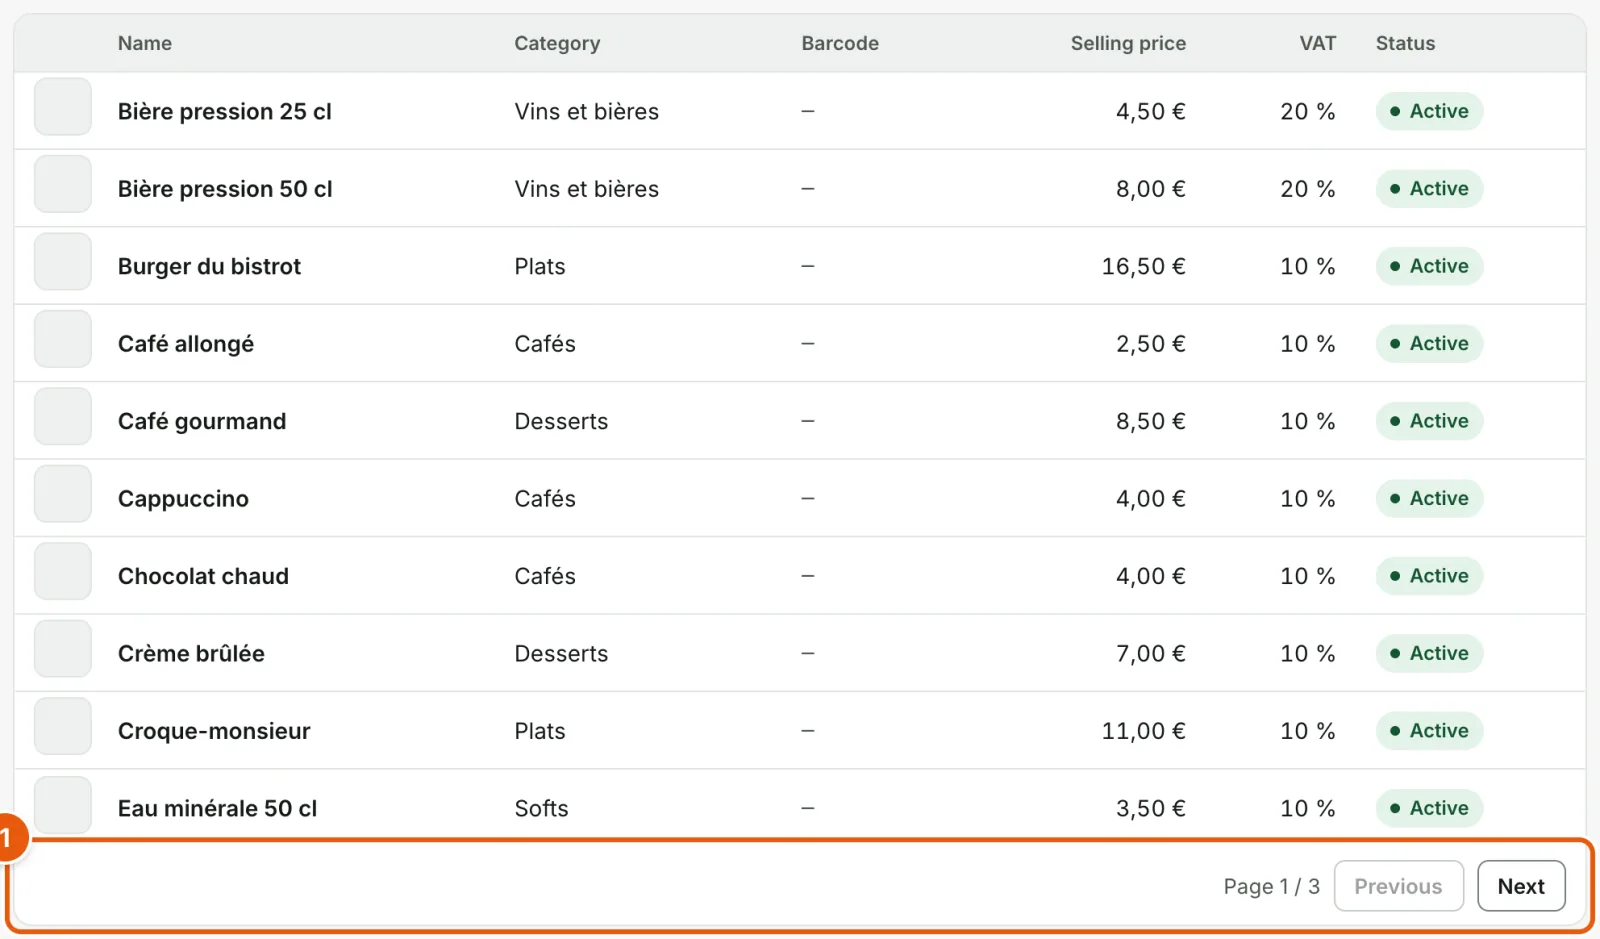 Name Category Barcode Selling price VAT Status
Bière pression 25 cl Vins et bières – 4,50 € 20 % Active
Bière pression 50 cl Vins et bières – 8,00 € 20 % Active
Burger du bistrot Plats – 16,50 € 10 % Active
Café allongé Cafés – 2,50 € 10 % Active
Café gourmand Desserts – 8,50 € 10 % Active
Cappuccino Cafés – 4,00 € 10 % Active
Chocolat chaud Cafés – 4,00 € 10 % Active
Crème brûlée Desserts – 7,00 € 10 % Active
Croque-monsieur Plats – 11,00 € 10 % Active
Eau minérale 50 cl Softs – 3,50 € 10 % Active
1
Page 1 / 3 Previous Next